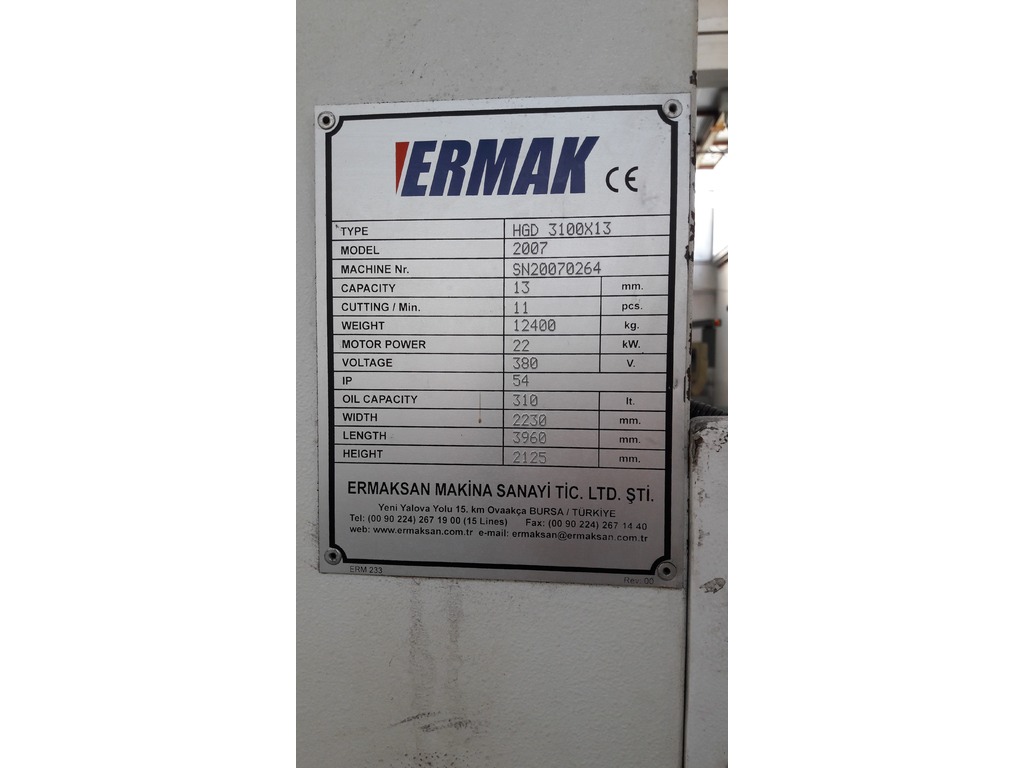 ERMAK CE
TYPE HGD 3100X13
MODEL 2007
MACHINE Nr. SN20070264
CAPACITY 13 mm.
CUTTING / Min. 11 pcs.
WEIGHT 12400 kg.
MOTOR POWER 22 kW.
VOLTAGE 380 V.
IP 54
OIL CAPACITY 310 lt.
WIDTH 2230 mm.
LENGTH 3960 mm.
HEIGHT 2125 mm.
ERMAKSAN MAKİNA SANAYİ TİC. LTD. ŞTİ.
Yeni Yalova Yolu 15. km Ovaakça BURSA / TÜRKİYE
Tel: (00 90 224) 267 19 00 (15 Lines) Fax: (00 90 224) 267 14 40
web: www.ermaksan.com.tr e-mail: ermaksan@ermaksan.com.tr
ERM 233 Rev: 00